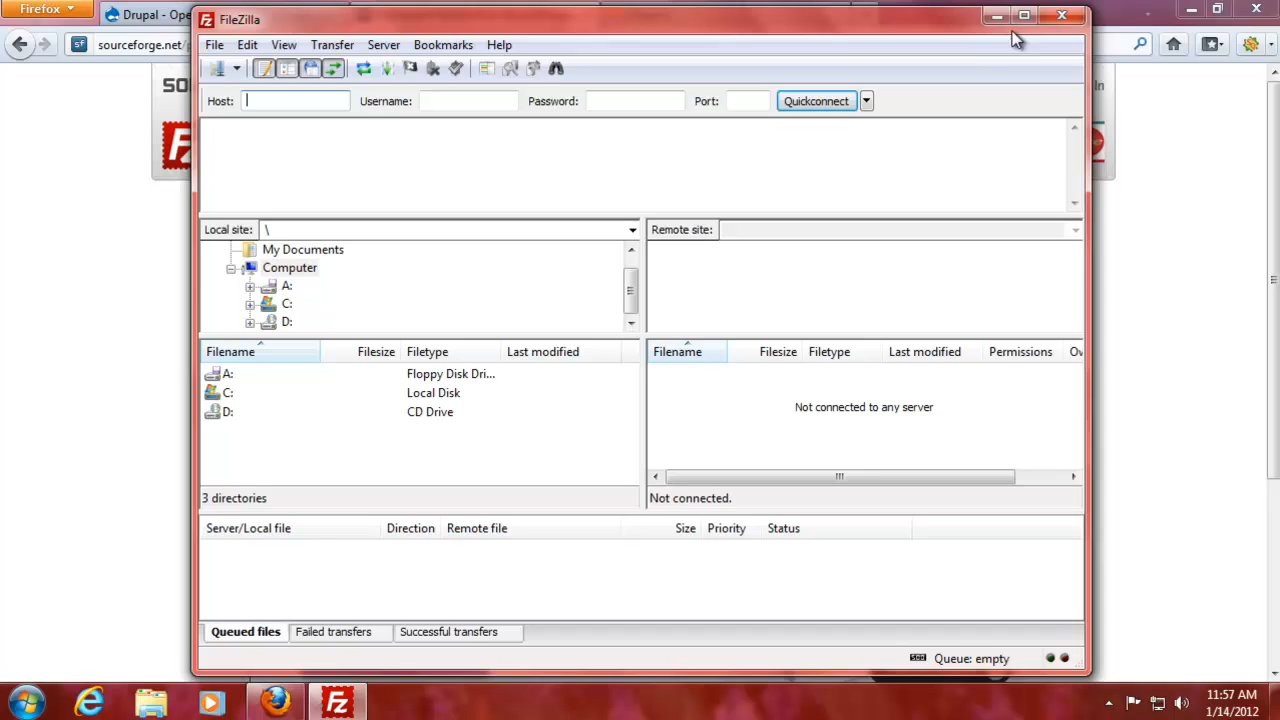 Firefox
Drupal - Ope
FileZilla
sourceforge.net/p
File Edit View Transfer Server Bookmarks Help
SO
In
Host: Username: Password: Port: Quickconnect
Local site: \
Remote site:
My Documents
Computer
A:
C:
D:
Filename Filesize Filetype Last modified
Filename Filesize Filetype Last modified Permissions Ov
A: Floppy Disk Dri...
C: Local Disk
D: CD Drive
Not connected to any server
3 directories
Not connected.
Server/Local file Direction Remote file Size Priority Status
Queued files Failed transfers Successful transfers
Queue: empty
11:57 AM
1/14/2012